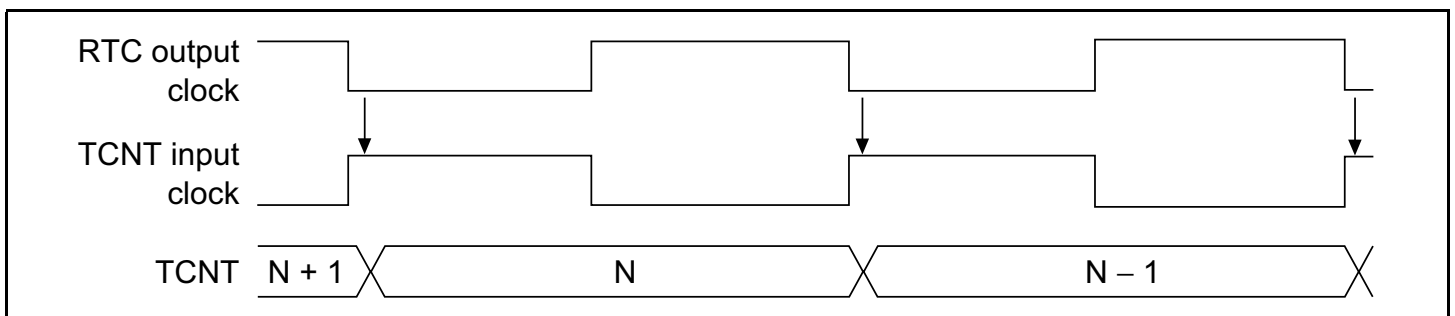 RTC output
clock
TCNT input
clock
TCNT N + 1 N N – 1